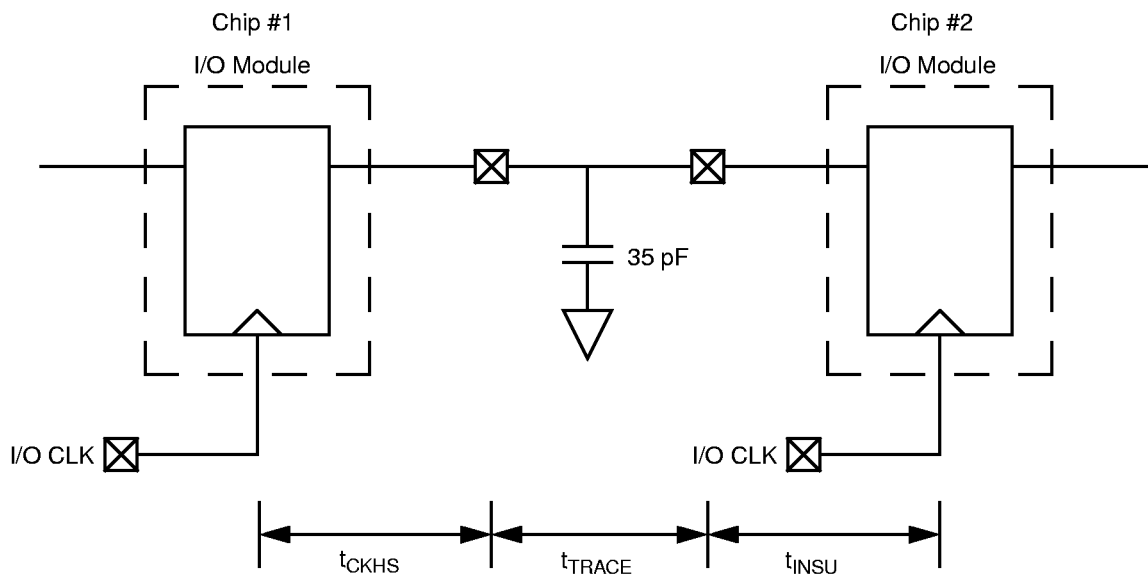 Chip #1
I/O Module
Chip #2
I/O Module
35 pF
I/O CLK
I/O CLK
tCKHS
tTRACE
tINSU